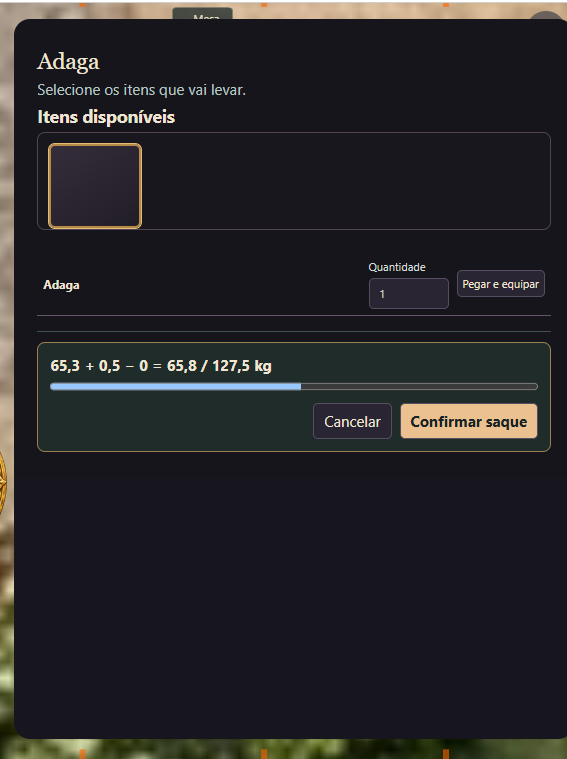 Mesa
Adaga
Selecione os itens que vai levar.
Itens disponíveis
Adaga
Quantidade
1
Pegar e equipar
65,3 + 0,5 − 0 = 65,8 / 127,5 kg
Cancelar
Confirmar saque